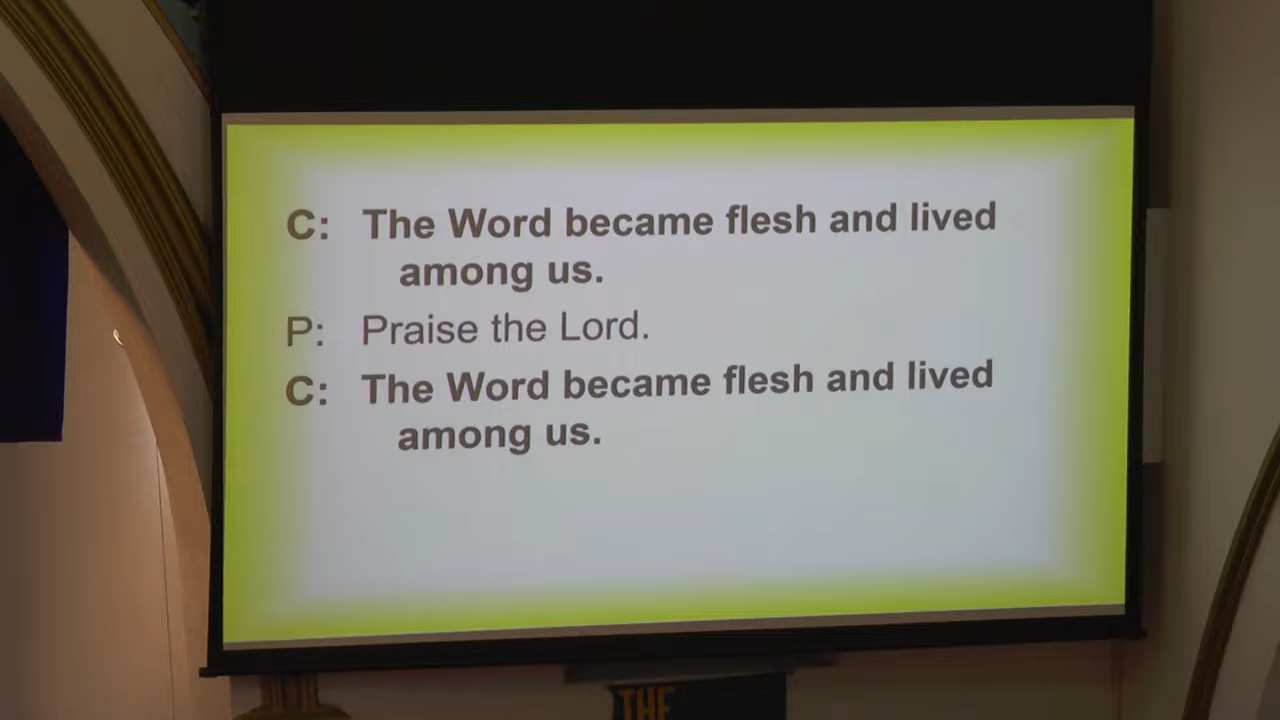 C: The Word became flesh and lived
among us.
P: Praise the Lord.
C: The Word became flesh and lived
among us.
THE